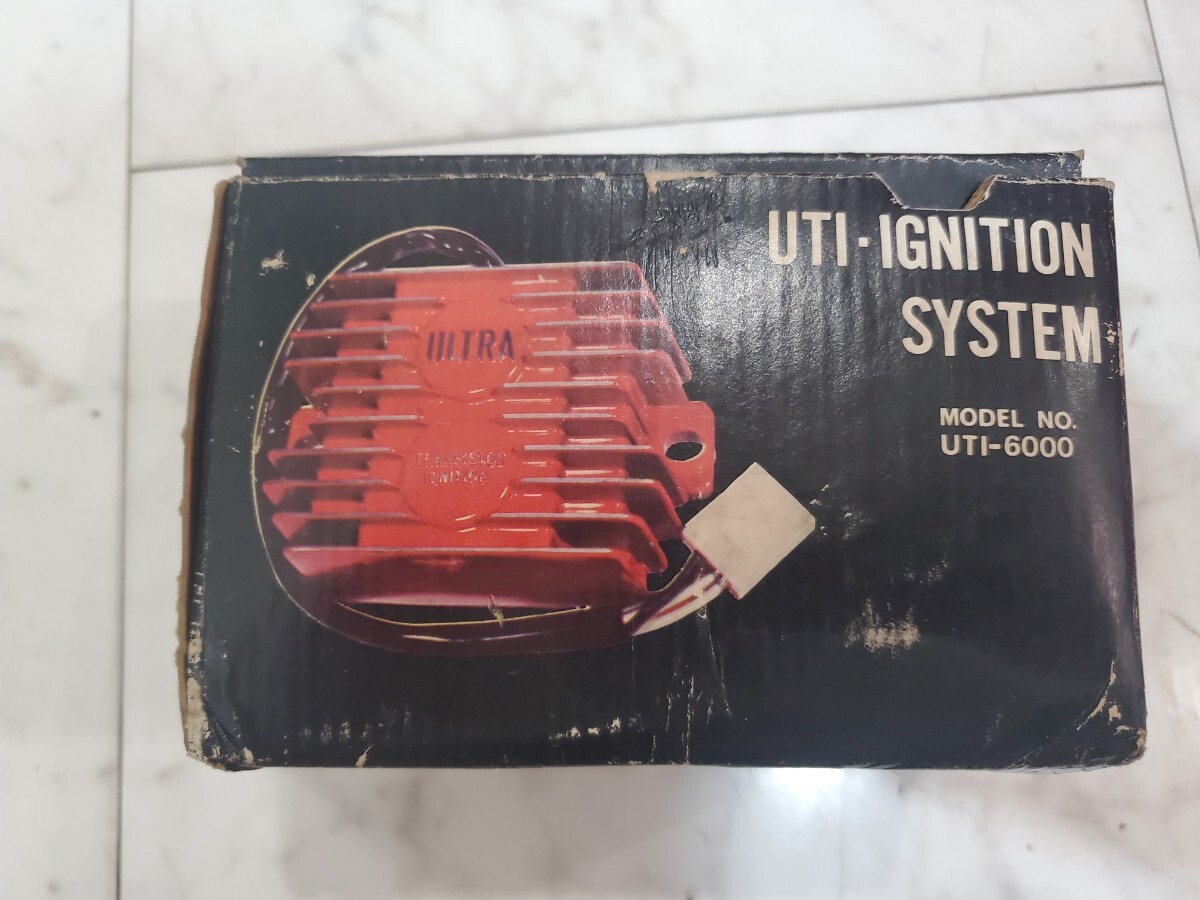 UTI·IGNITION
SYSTEM
MODEL NO.
UTI-6000
ULTRA